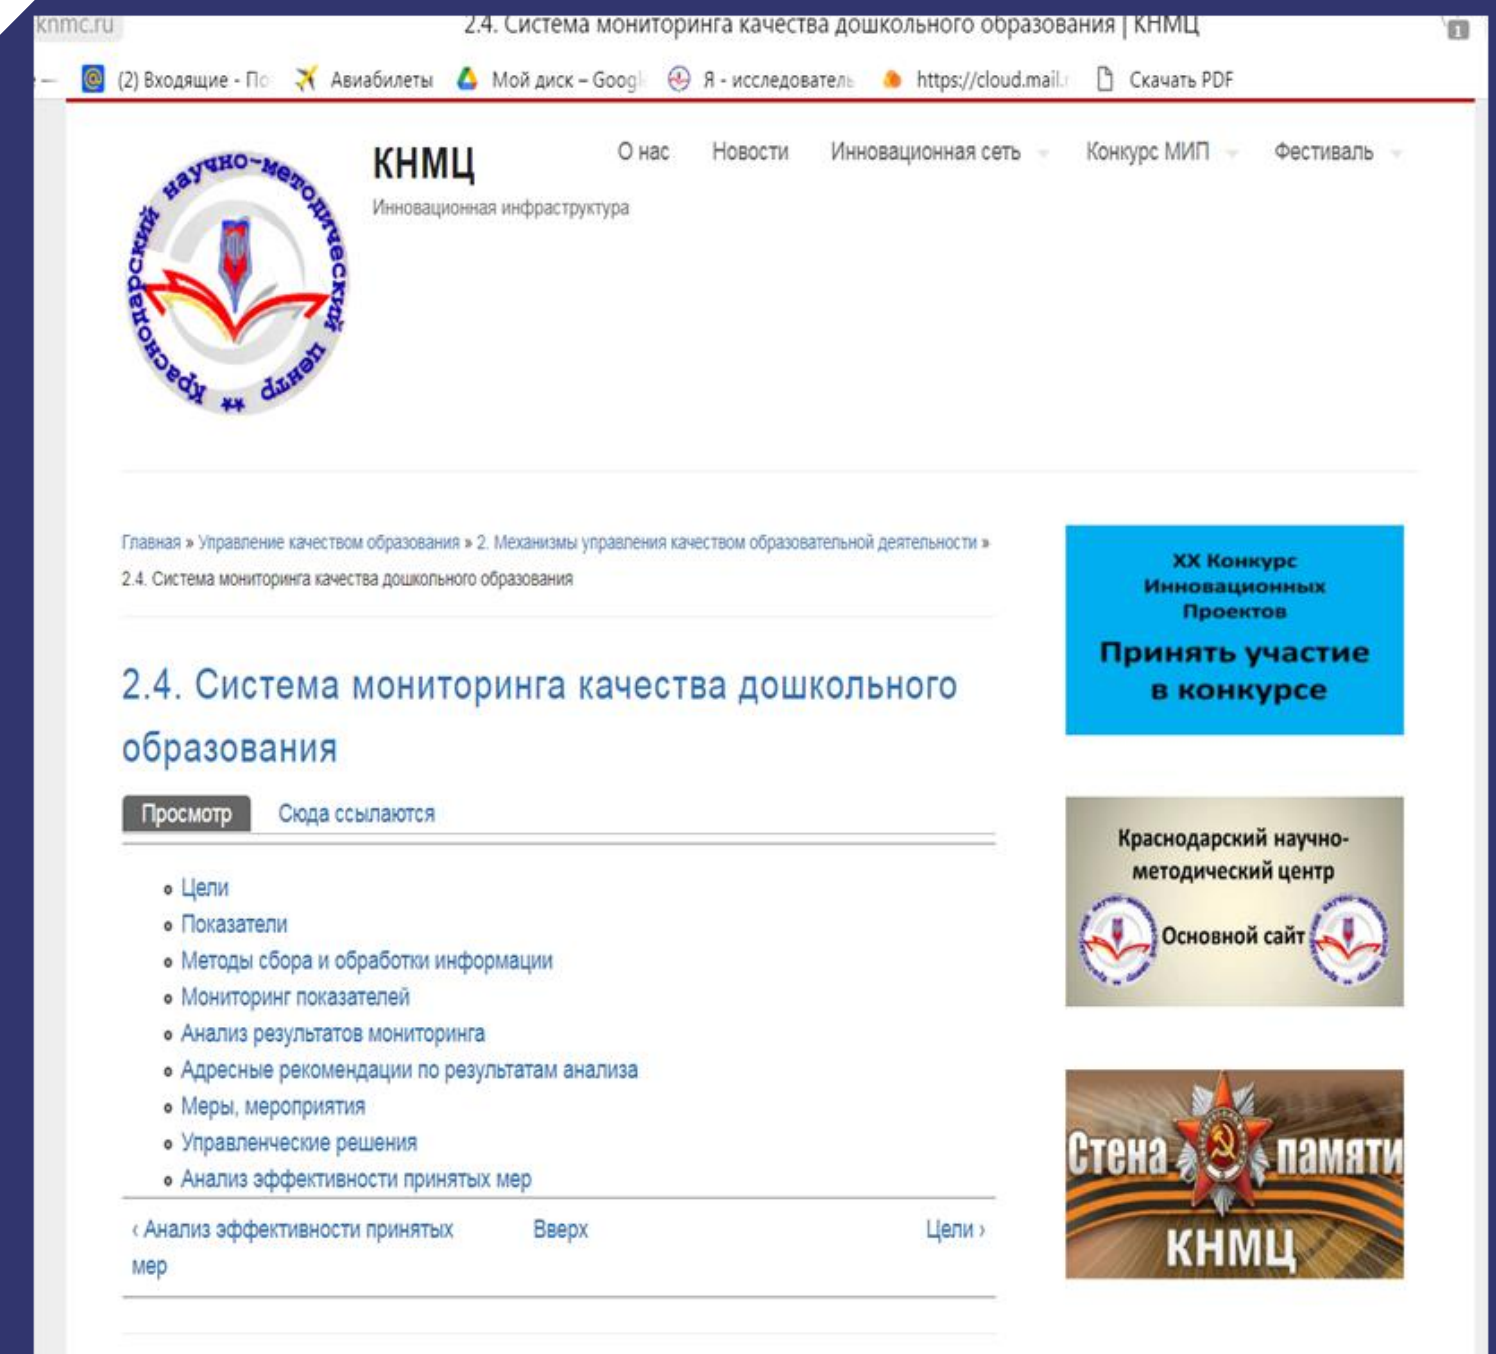 knmc.ru
2.4. Система мониторинга качества дошкольного образования | КНМЦ
1
(2) Входящие - По
Авиабилеты
Мой диск – Googl
Я - исследователь
https://cloud.mail.r
Скачать PDF
Краснодарский научно-методический центр **
КНМЦ
Инновационная инфраструктура
О нас
Новости
Инновационная сеть
Конкурс МИП
Фестиваль
Главная » Управление качеством образования » 2. Механизмы управления качеством образовательной деятельности »
2.4. Система мониторинга качества дошкольного образования
2.4. Система мониторинга качества дошкольного
образования
Просмотр
Сюда ссылаются
Цели
Показатели
Методы сбора и обработки информации
Мониторинг показателей
Анализ результатов мониторинга
Адресные рекомендации по результатам анализа
Меры, мероприятия
Управленческие решения
Анализ эффективности принятых мер
‹ Анализ эффективности принятых
мер
Вверх
Цели ›
XX Конкурс
Инновационных
Проектов
Принять участие
в конкурсе
Краснодарский научно-
методический центр
Основной сайт
Стена памяти
КНМЦ